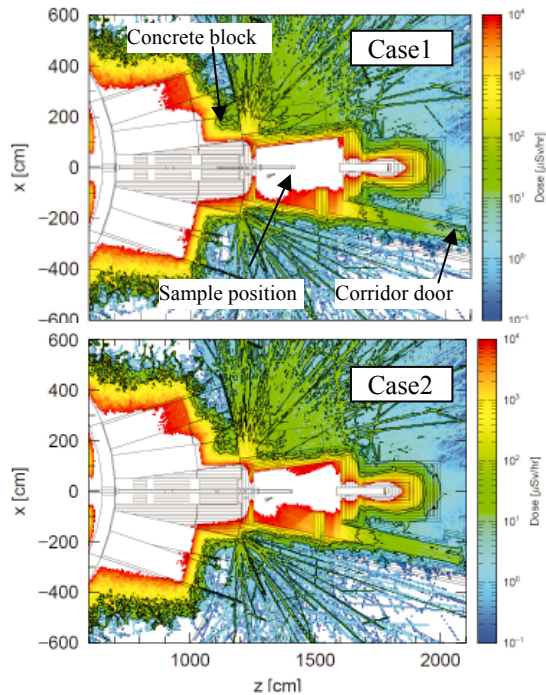 600
400
200
0
−200
−400
−600
x [cm]
Concrete block
Case1
Sample position
Corridor door
10⁴
10³
10²
10¹
10⁰
10⁻¹
Dose [μSv/hr]
600
400
200
0
−200
−400
−600
x [cm]
Case2
10⁴
10³
10²
10¹
10⁰
10⁻¹
Dose [μSv/hr]
1000
1500
2000
z [cm]